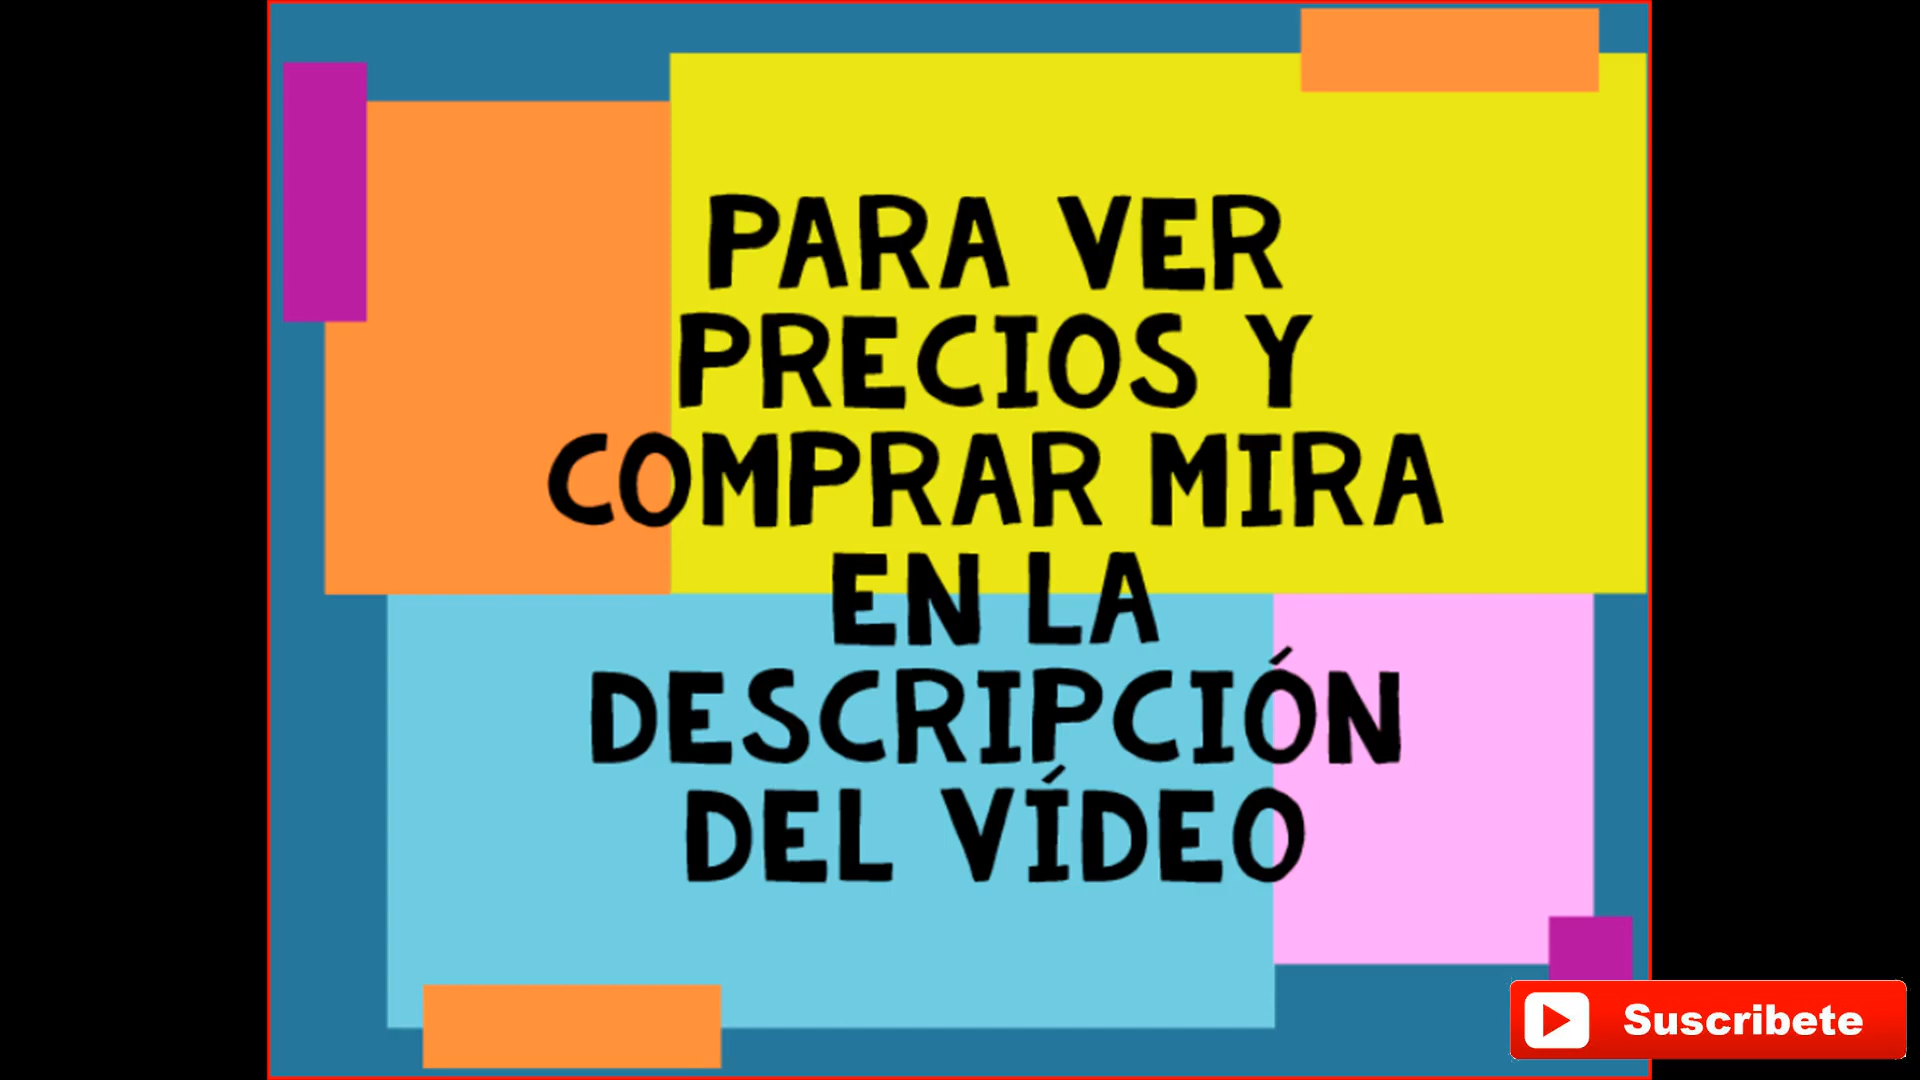 PARA VER
PRECIOS Y
COMPRAR MIRA
EN LA
DESCRIPCIÓN
DEL VÍDEO
Suscribete